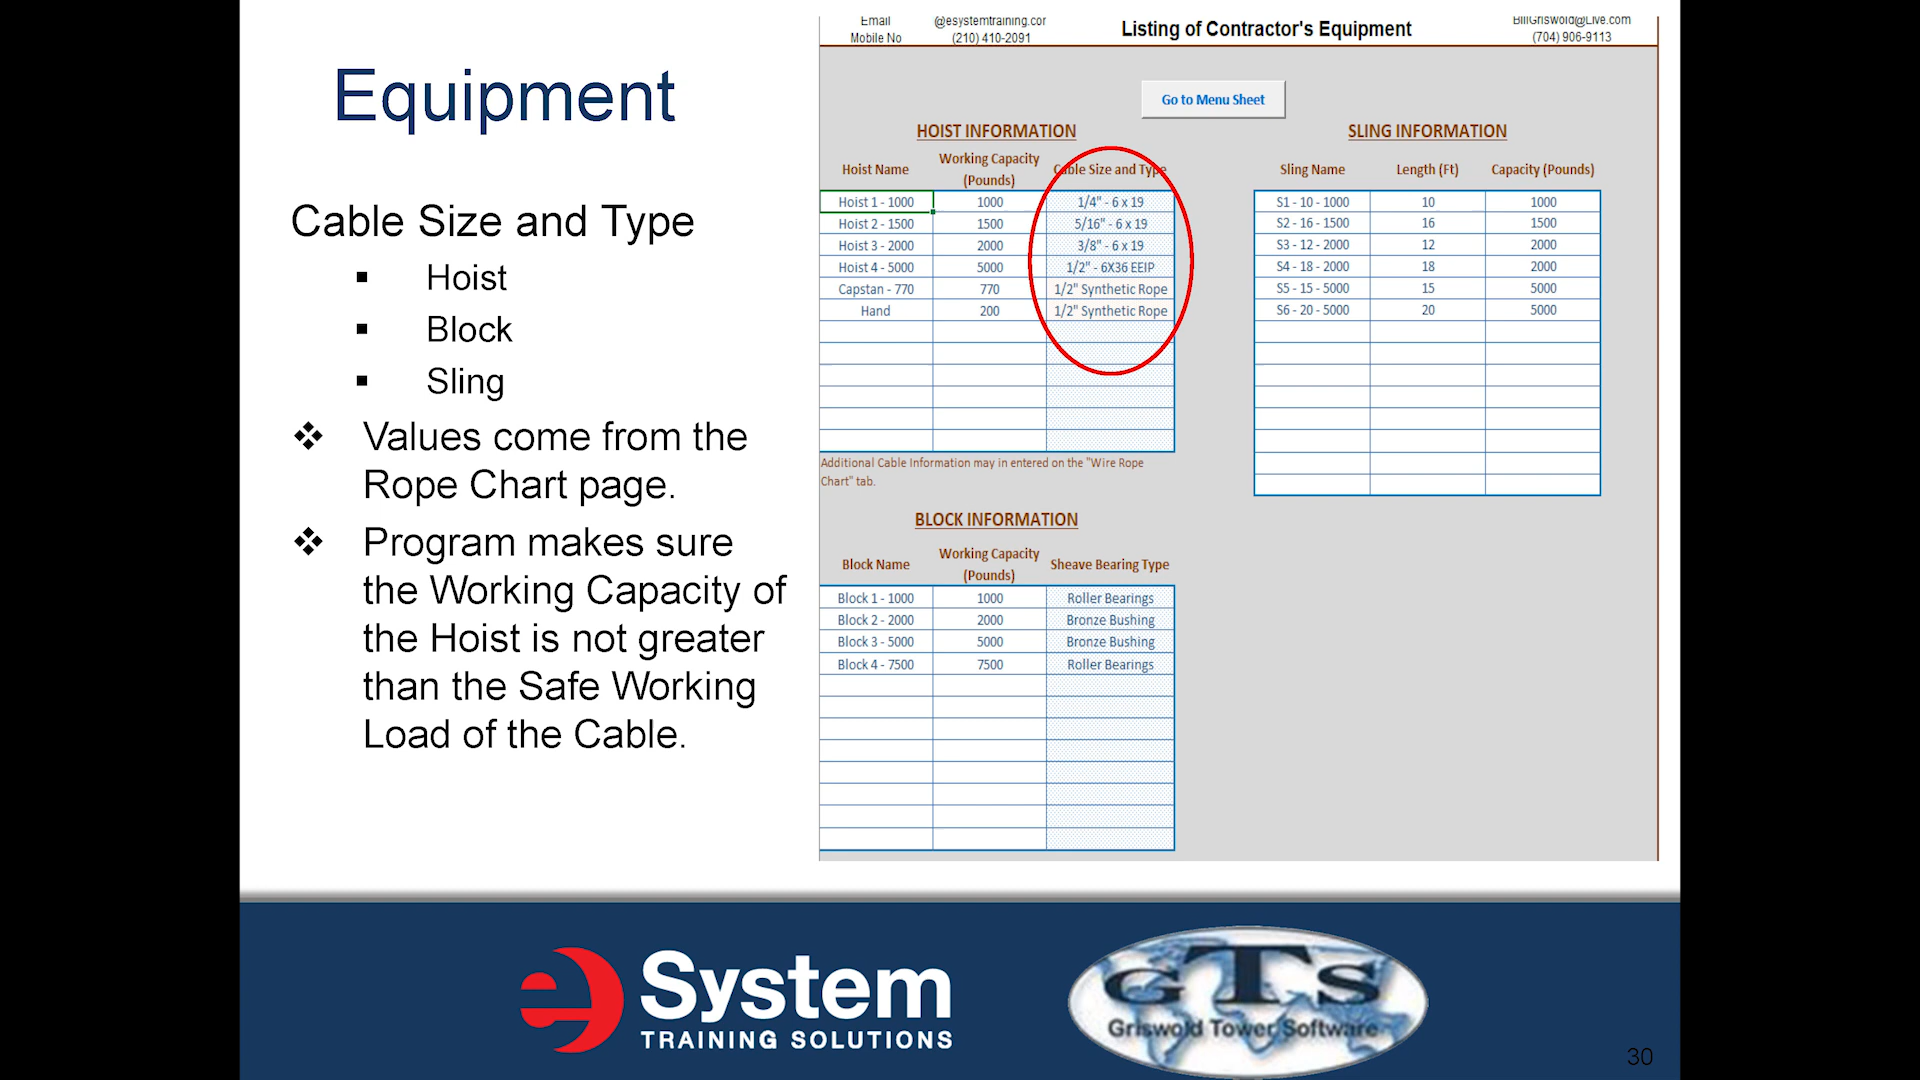 Equipment
Cable Size and Type
Hoist
Block
Sling
Values come from the
Rope Chart page.
Program makes sure
the Working Capacity of
the Hoist is not greater
than the Safe Working
Load of the Cable.
Email @esystemtraining.cor Listing of Contractor's Equipment BillGriswold@Live.com
Mobile No (210) 410-2091 (704) 906-9113
Go to Menu Sheet
HOIST INFORMATION
Hoist Name Working Capacity (Pounds) Cable Size and Type
Hoist 1 - 1000 1000 1/4" - 6 x 19
Hoist 2 - 1500 1500 5/16" - 6 x 19
Hoist 3 - 2000 2000 3/8" - 6 x 19
Hoist 4 - 5000 5000 1/2" - 6X36 EEIP
Capstan - 770 770 1/2" Synthetic Rope
Hand 200 1/2" Synthetic Rope
Additional Cable Information may in entered on the "Wire Rope
Chart" tab.
SLING INFORMATION
Sling Name Length (Ft) Capacity (Pounds)
S1 - 10 - 1000 10 1000
S2 - 16 - 1500 16 1500
S3 - 12 - 2000 12 2000
S4 - 18 - 2000 18 2000
S5 - 15 - 5000 15 5000
S6 - 20 - 5000 20 5000
BLOCK INFORMATION
Block Name Working Capacity (Pounds) Sheave Bearing Type
Block 1 - 1000 1000 Roller Bearings
Block 2 - 2000 2000 Bronze Bushing
Block 3 - 5000 5000 Bronze Bushing
Block 4 - 7500 7500 Roller Bearings
e System
TRAINING SOLUTIONS
GTS
Griswold Tower Software
30